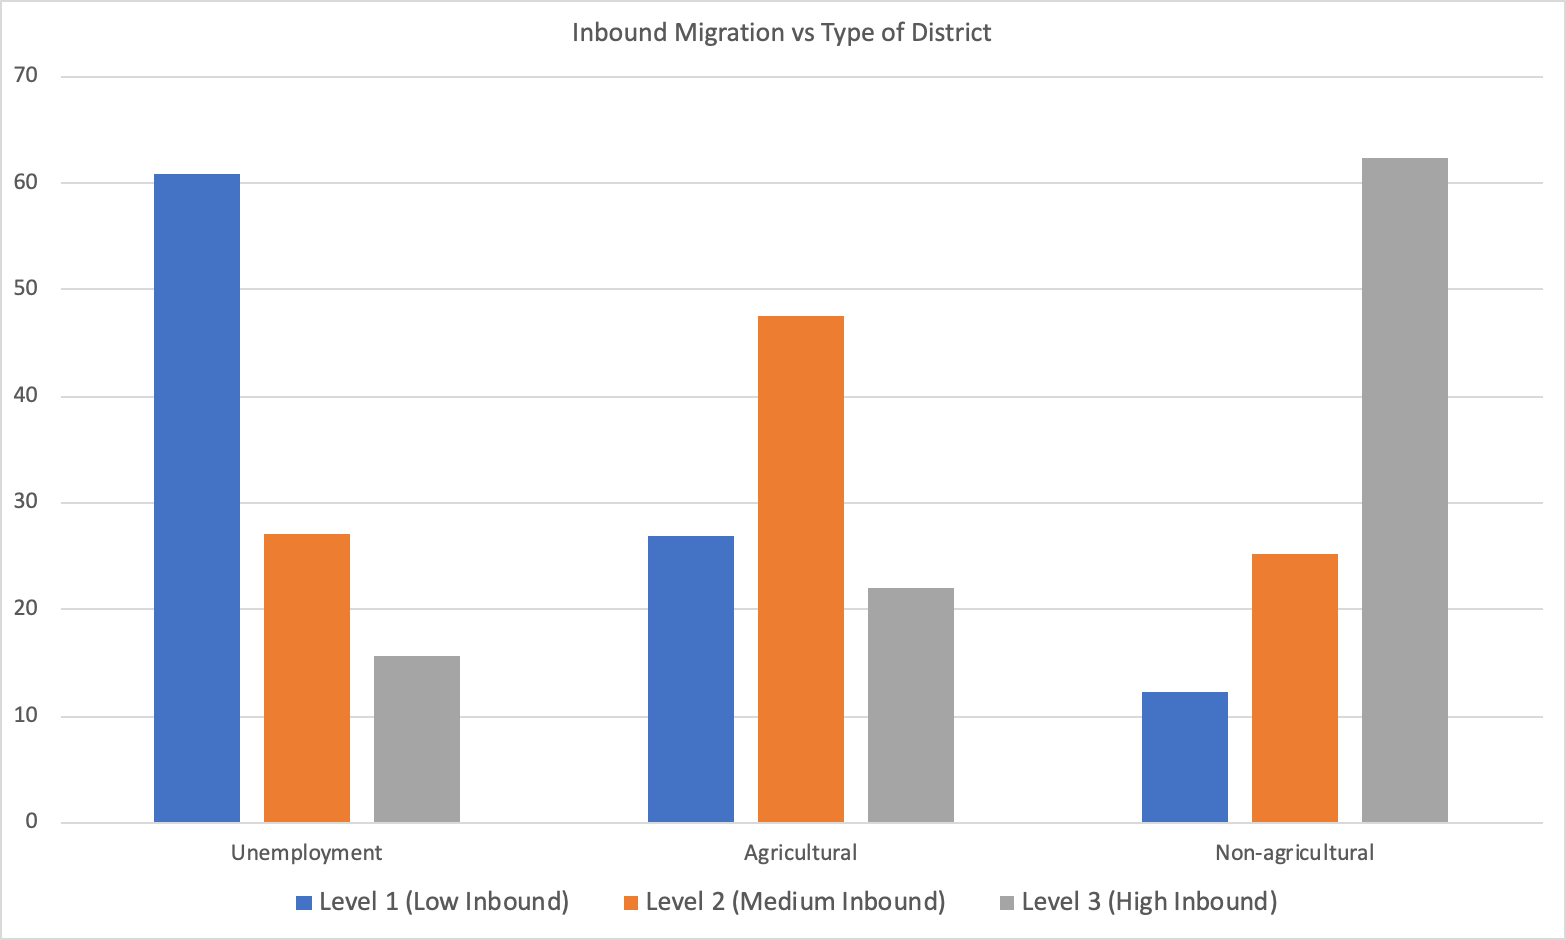 Inbound Migration vs Type of District
70
60
50
40
30
20
10
0
Unemployment Agricultural Non-agricultural
Level 1 (Low Inbound) Level 2 (Medium Inbound) Level 3 (High Inbound)